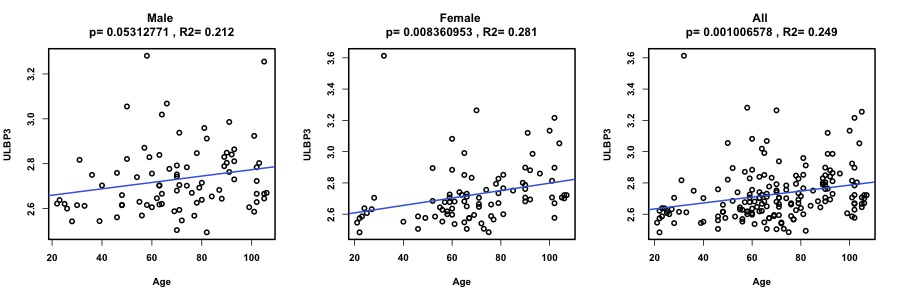 Male
p= 0.05312771 , R2= 0.212
ULBP3
3.2
3.0
2.8
2.6
20 40 60 80 100
Age
Female
p= 0.008360953 , R2= 0.281
ULBP3
3.6
3.4
3.2
3.0
2.8
2.6
20 40 60 80 100
Age
All
p= 0.001006578 , R2= 0.249
ULBP3
3.6
3.4
3.2
3.0
2.8
2.6
20 40 60 80 100
Age